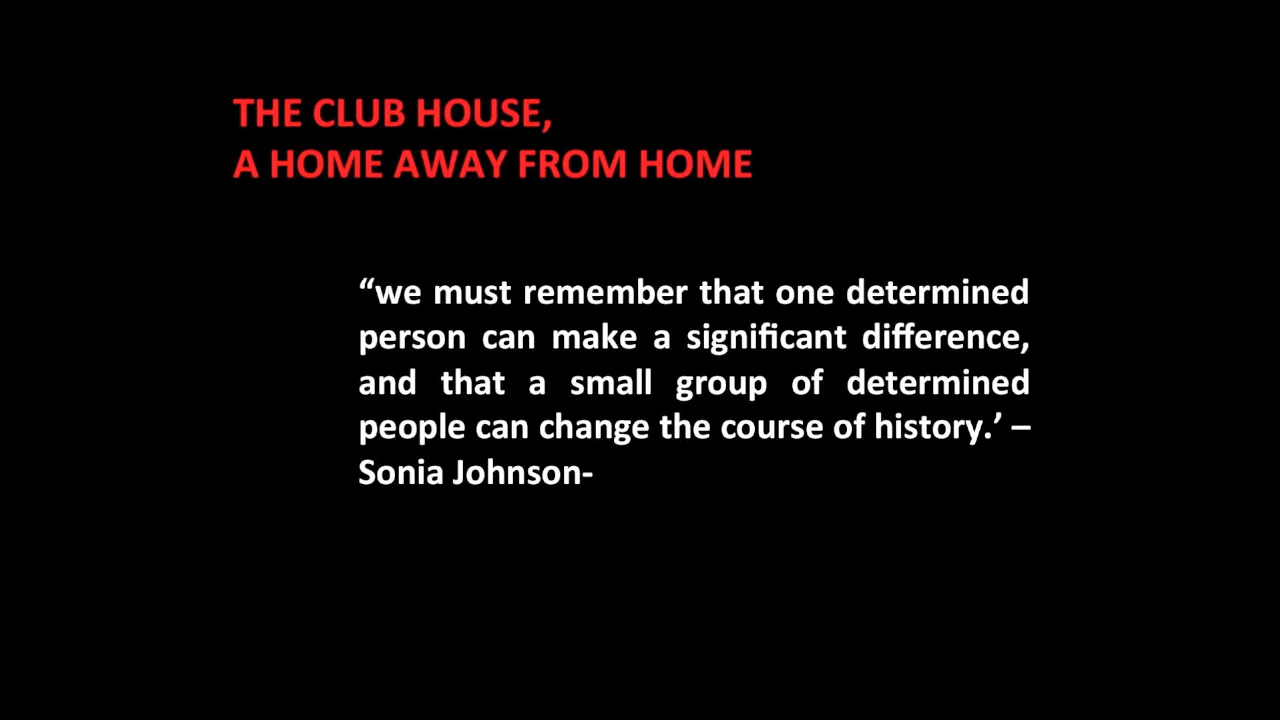 THE CLUB HOUSE,
A HOME AWAY FROM HOME
“we must remember that one determined
person can make a significant difference,
and that a small group of determined
people can change the course of history.’ –
Sonia Johnson-